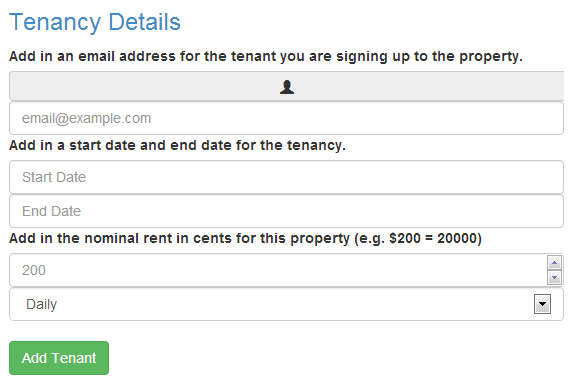 Tenancy Details
Add in an email address for the tenant you are signing up to the property.
email@example.com
Add in a start date and end date for the tenancy.
Start Date
End Date
Add in the nominal rent in cents for this property (e.g. $200 = 20000)
200
Daily
Add Tenant